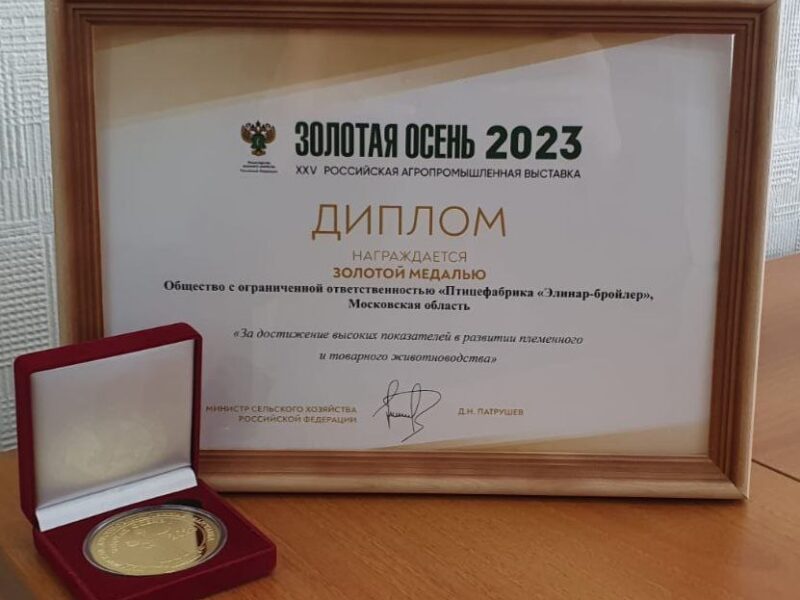 ЗОЛОТАЯ ОСЕНЬ 2023
XXV РОССИЙСКАЯ АГРОПРОМЫШЛЕННАЯ ВЫСТАВКА
ДИПЛОМ
НАГРАЖДАЕТСЯ
ЗОЛОТОЙ МЕДАЛЬЮ
Общество с ограниченной ответственностью «Птицефабрика «Элинар-бройлер»,
Московская область
«За достижение высоких показателей в развитии племенного
и товарного животноводства»
МИНИСТР СЕЛЬСКОГО ХОЗЯЙСТВА
РОССИЙСКОЙ ФЕДЕРАЦИИ
Д.Н. ПАТРУШЕВ